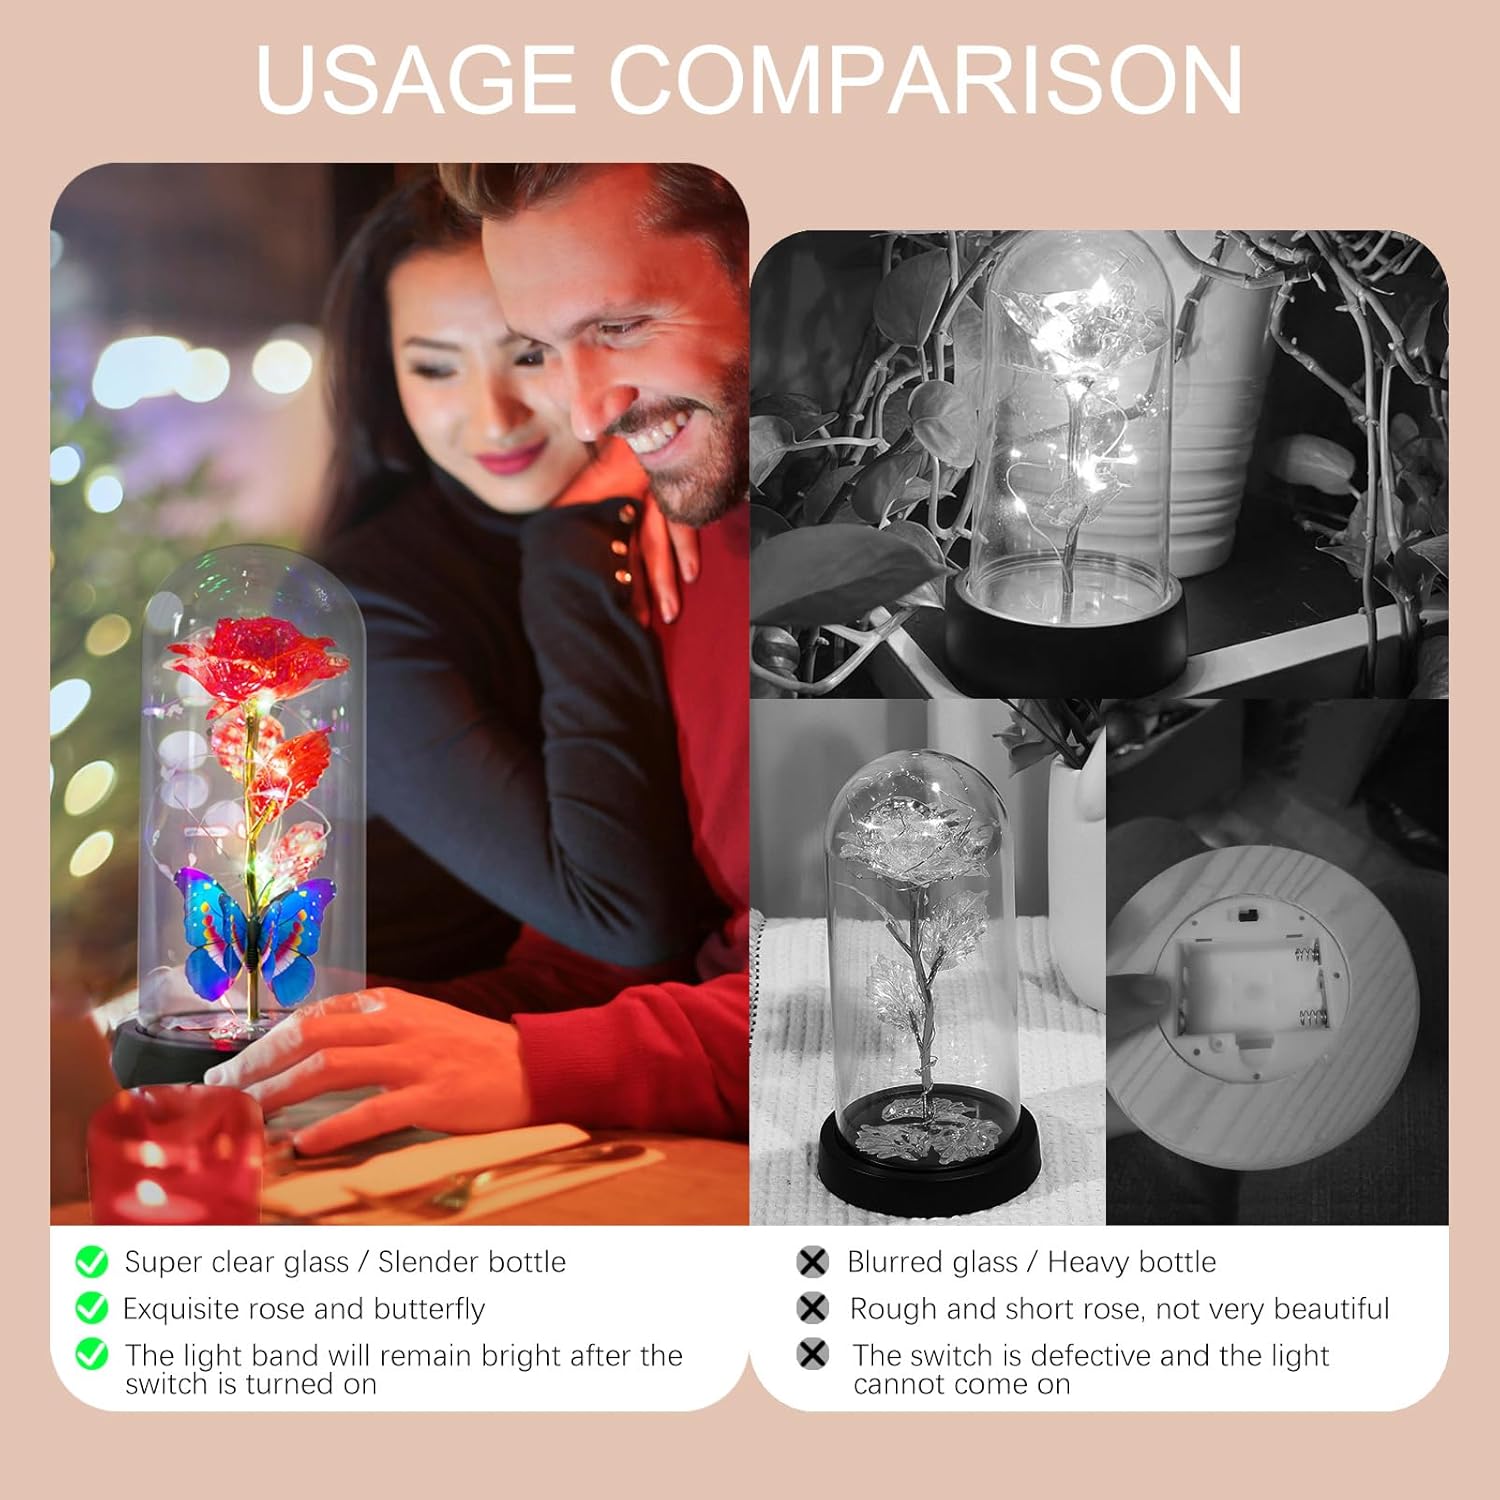 USAGE COMPARISON
Super clear glass / Slender bottle
Exquisite rose and butterfly
The light band will remain bright after the
switch is turned on
Blurred glass / Heavy bottle
Rough and short rose, not very beautiful
The switch is defective and the light
cannot come on